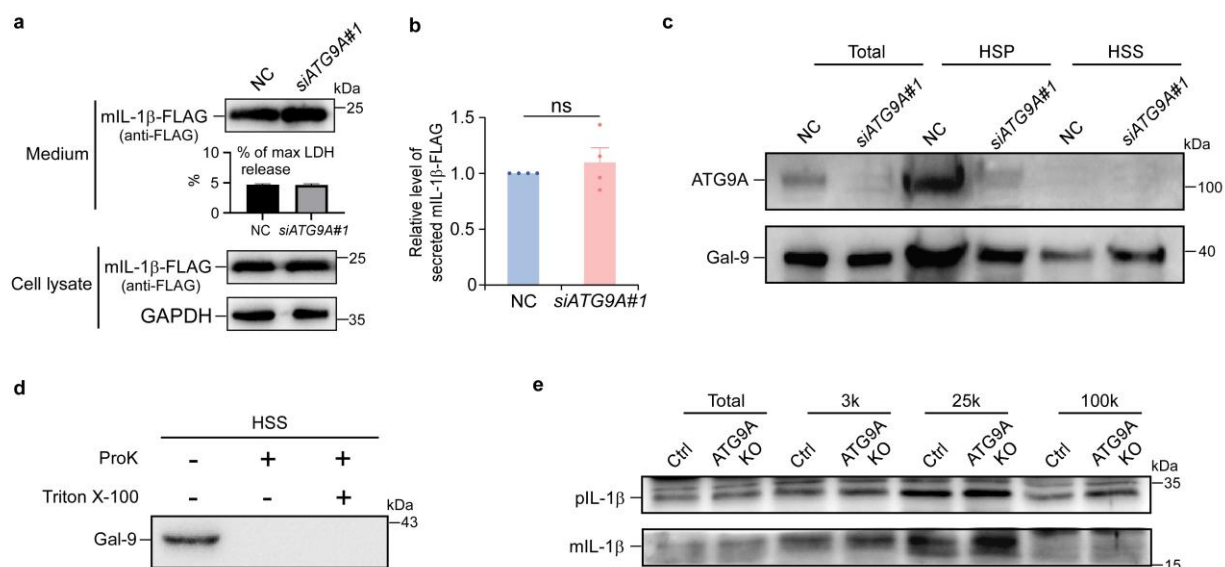 a
NC
siATG9A#1
kDa
Medium
mIL-1β-FLAG
(anti-FLAG)
25
% of max LDH
release
%
10
5
0
NC siATG9A#1
Cell lysate
mIL-1β-FLAG
(anti-FLAG)
25
GAPDH
35
b
Relative level of
secreted mIL-1β-FLAG
ns
1.5
1.0
0.5
0
NC siATG9A#1
c
Total HSP HSS
NC siATG9A#1 NC siATG9A#1 NC siATG9A#1
kDa
ATG9A 100
Gal-9 40
d
HSS
ProK - + +
Triton X-100 - - +
kDa
43
Gal-9
e
Total 3k 25k 100k
Ctrl ATG9A KO Ctrl ATG9A KO Ctrl ATG9A KO Ctrl ATG9A KO
kDa
pIL-1β 35
mIL-1β
15